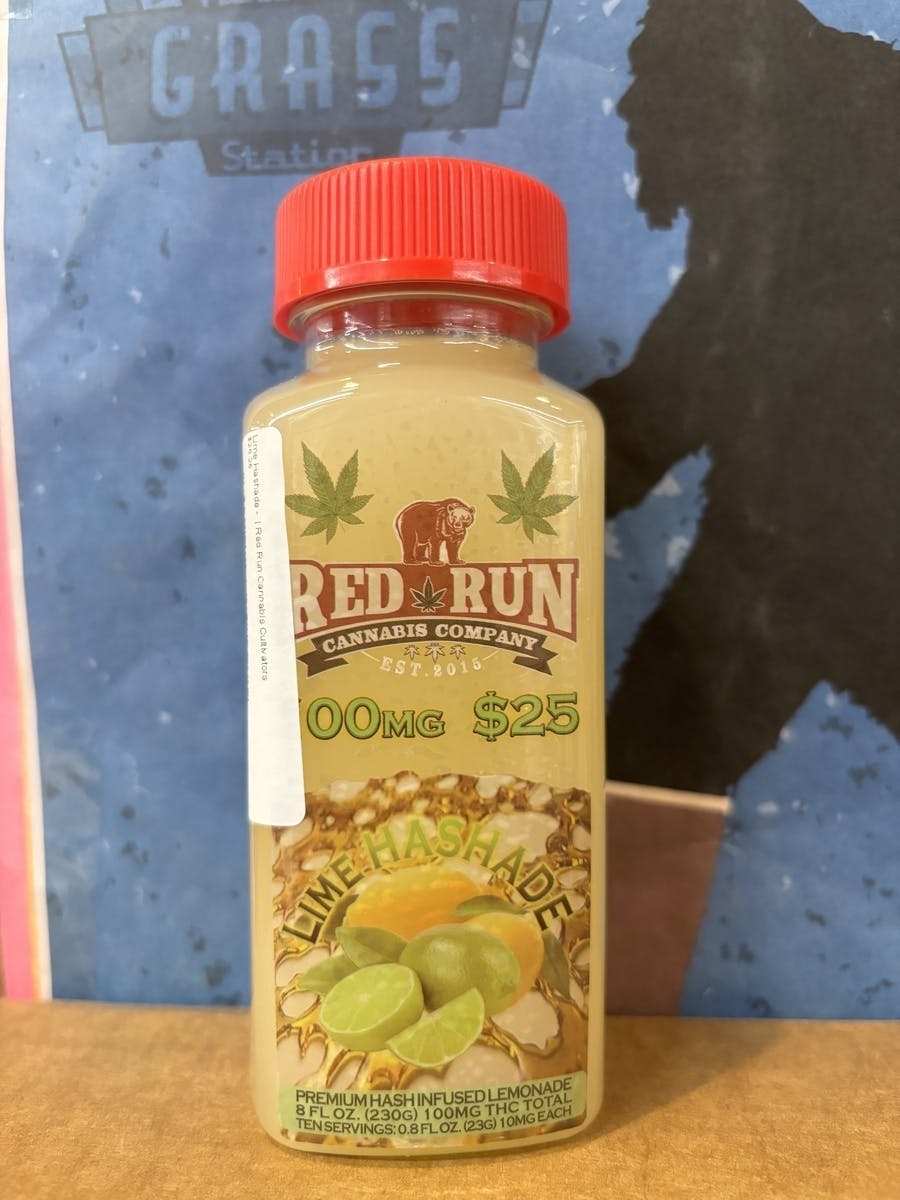 GRASS
Station
Lime Hashade - | Red Run Cannabis Cultivators
RED RUN
CANNABIS COMPANY
EST. 2015
00MG $25
LIME HASHADE
PREMIUM HASH INFUSED LEMONADE
8 FL OZ. (230G) 100MG THC TOTAL
TEN SERVINGS: 0.8 FL OZ. (23G) 10MG EACH